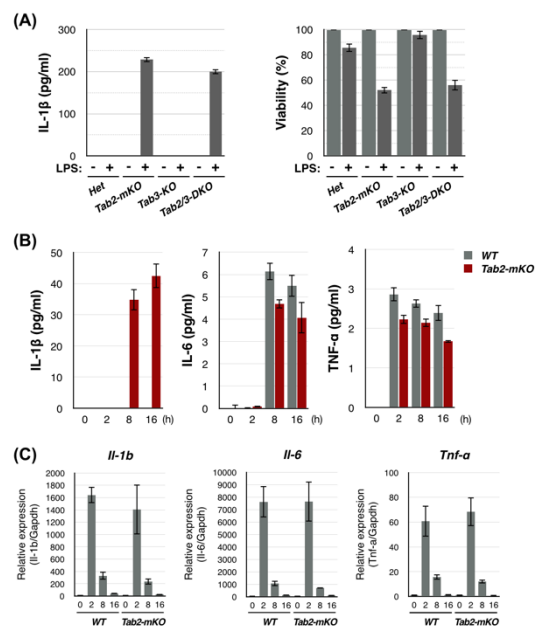 (A)
IL-1β (pg/ml)
300
200
100
0
LPS:
- + - + - + - +
Het
Tab2-mKO
Tab3-KO
Tab2/3-DKO
Viability (%)
100
80
60
40
20
0
LPS:
- + - + - + - +
Het
Tab2-mKO
Tab3-KO
Tab2/3-DKO
(B)
IL-1β (pg/ml)
50
40
30
20
10
0
0 2 8 16 (h)
IL-6 (pg/ml)
7
6
5
4
3
2
1
0
0 2 8 16 (h)
TNF-α (pg/ml)
4
3
2
1
0
0 2 8 16 (h)
WT
Tab2-mKO
(C)
Il-1b
Relative expression
(Il-1b/Gapdh)
2000
1800
1600
1400
1200
1000
800
600
400
200
0
0 2 8 16 0 2 8 16
WT Tab2-mKO
Il-6
Relative expression
(Il-6/Gapdh)
10000
9000
8000
7000
6000
5000
4000
3000
2000
1000
0
0 2 8 16 0 2 8 16
WT Tab2-mKO
Tnf-a
Relative expression
(Tnf-a/Gapdh)
100
80
60
40
20
0
0 2 8 16 0 2 8 16
WT Tab2-mKO